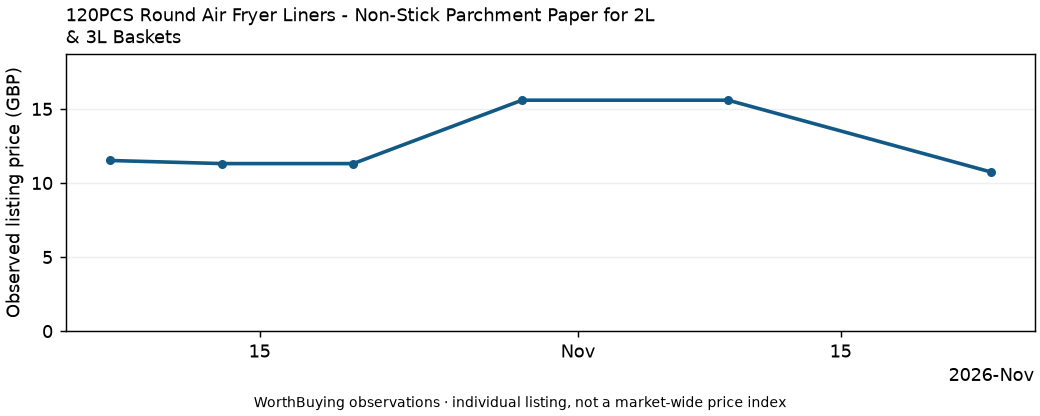 120PCS Round Air Fryer Liners - Non-Stick Parchment Paper for 2L
& 3L Baskets
Observed listing price (GBP)
15
10
5
0
15
Nov
15
2026-Nov
WorthBuying observations · individual listing, not a market-wide price index